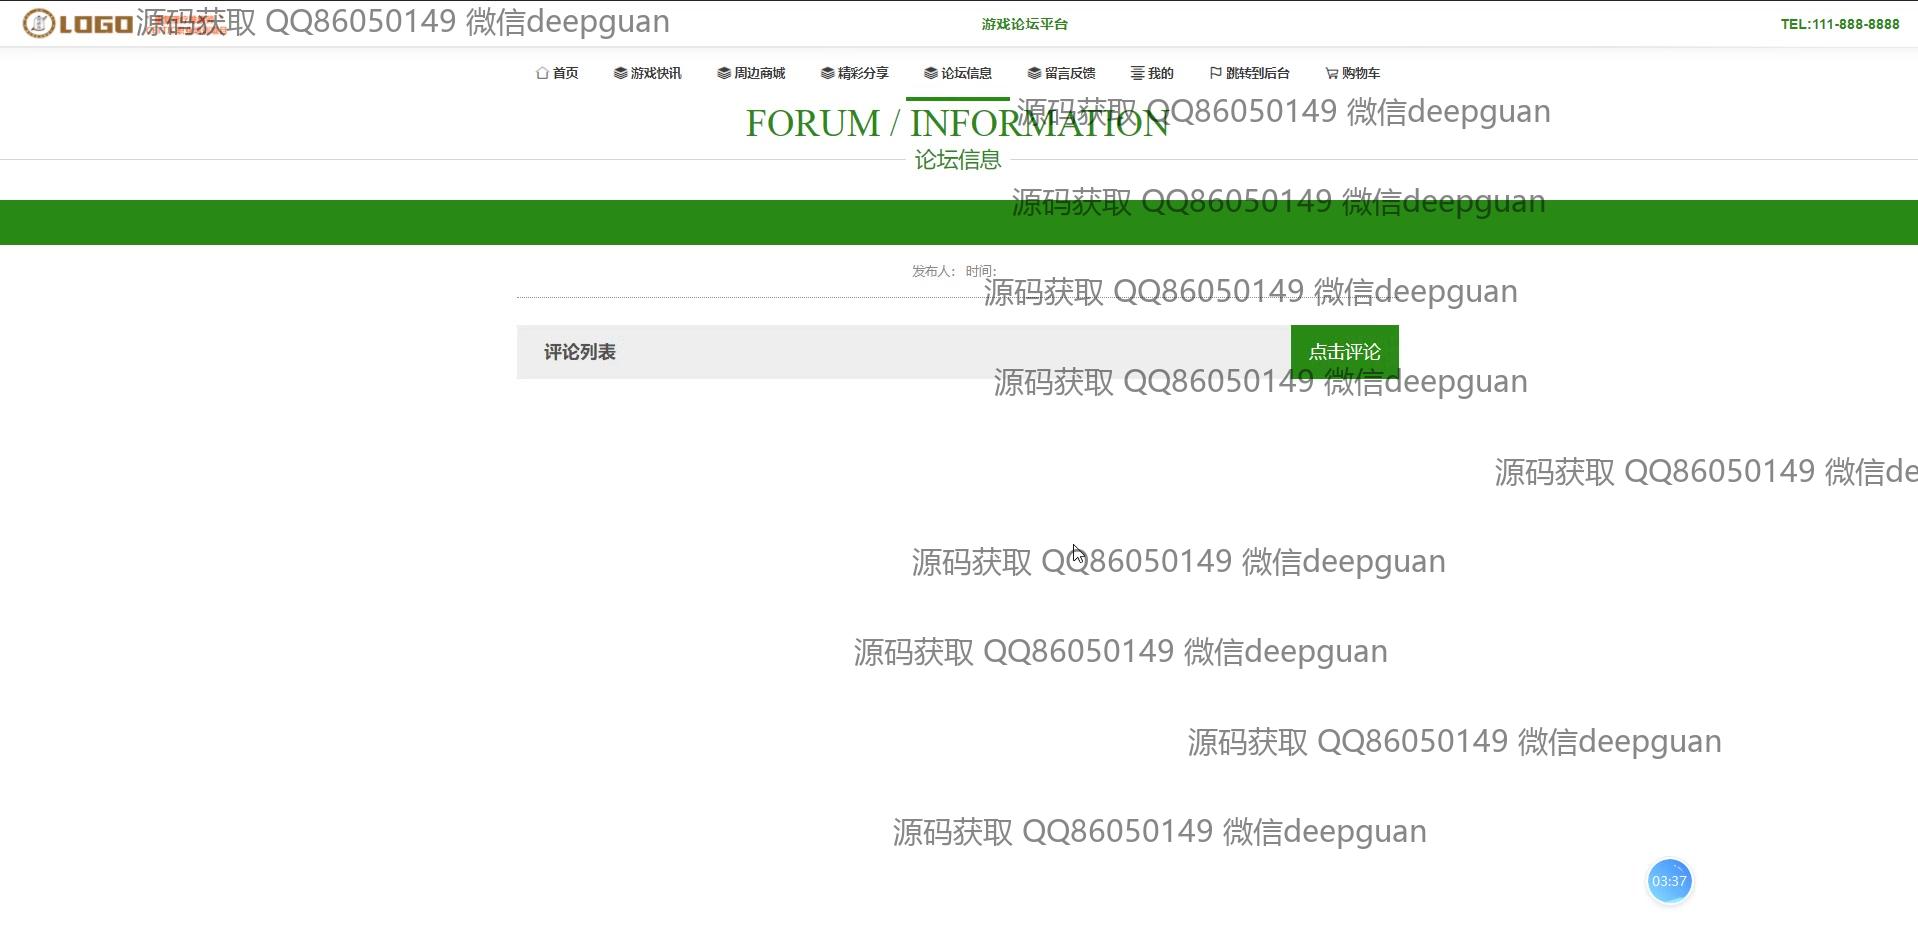 LOGO
源码获取 QQ86050149 微信deepguan
游戏论坛平台
TEL:111-888-8888
首页 游戏快讯 周边商城 精彩分享 论坛信息 留言反馈 我的 跳转到后台 购物车
源码获取 QQ86050149 微信deepguan
FORUM / INFORMATION
论坛信息
源码获取 QQ86050149 微信deepguan
发布人： 时间：
源码获取 QQ86050149 微信deepguan
评论列表
点击评论
源码获取 QQ86050149 微信deepguan
源码获取 QQ86050149 微信de
源码获取 QQ86050149 微信deepguan
源码获取 QQ86050149 微信deepguan
源码获取 QQ86050149 微信deepguan
源码获取 QQ86050149 微信deepguan
03:37